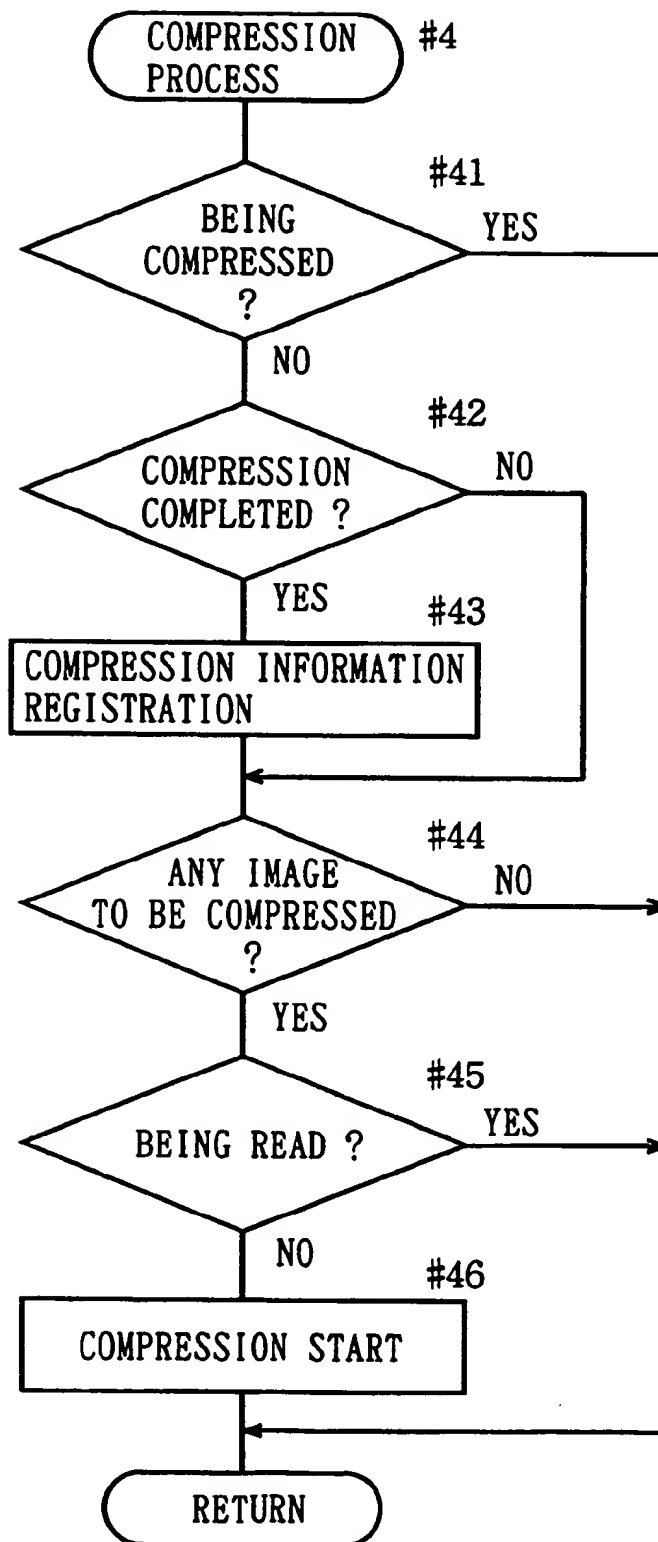 COMPRESSION
PROCESS
#4
#41
BEING
COMPRESSED
?
YES
NO
#42
COMPRESSION
COMPLETED ?
NO
YES
#43
COMPRESSION INFORMATION
REGISTRATION
#44
ANY IMAGE
TO BE COMPRESSED
?
NO
YES
#45
BEING READ ?
YES
NO
#46
COMPRESSION START
RETURN